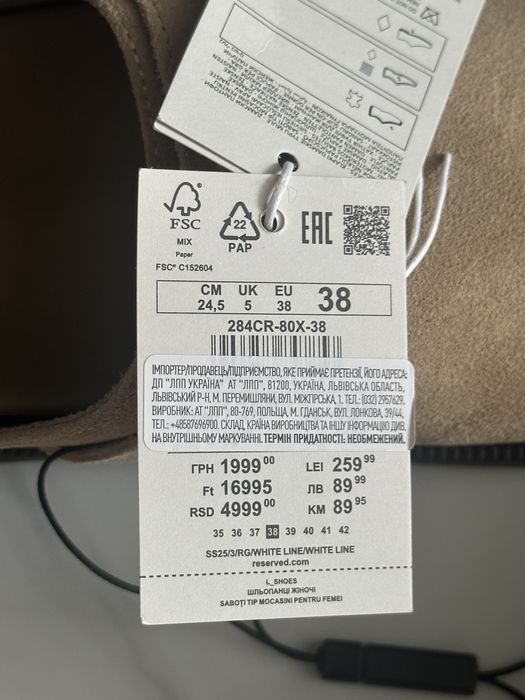 FSC
MIX
Paper
FSC® C152604
22
PAP
EAC
CM UK EU
24,5 5 38
38
284CR-80X-38
ІМПОРТЕР/ПРОДАВЕЦЬ/ПІДПРИЄМСТВО, ЯКЕ ПРИЙМАЄ ПРЕТЕНЗІЇ, ЙОГО АДРЕСА:
ДП "ЛПП УКРАЇНА" АТ "ЛПП", 81200, УКРАЇНА, ЛЬВІВСЬКА ОБЛАСТЬ,
ЛЬВІВСЬКИЙ Р-Н, М. ПЕРЕМИШЛЯНИ, ВУЛ. МІЖГІРСЬКА, 1, ТЕЛ.: (032) 2957629.
ВИРОБНИК: АТ "ЛПП", 80-769, ПОЛЬЩА, М. ГДАНСЬК, ВУЛ. ЛОНКОВА, 39/44,
ТЕЛ.: +48587696900. СКЛАД, КРАЇНА ВИРОБНИЦТВА ТА ІНШУ ІНФОРМАЦІЮ ДИВ.
НА ВНУТРІШНЬОМУ МАРКУВАННІ. ТЕРМІН ПРИДАТНОСТІ: НЕОБМЕЖЕНИЙ.
ГРН 1999 00 LEI 259 99
Ft 16995 ЛВ 89 99
RSD 4999 00 KM 89 95
35 36 37 38 39 40 41 42
SS25/3/RG/WHITE LINE/WHITE LINE
reserved.com
L_SHOES
ШЛЬОПАНЦІ ЖІНОЧІ
SABOȚI TIP MOCASINI PENTRU FEMEI